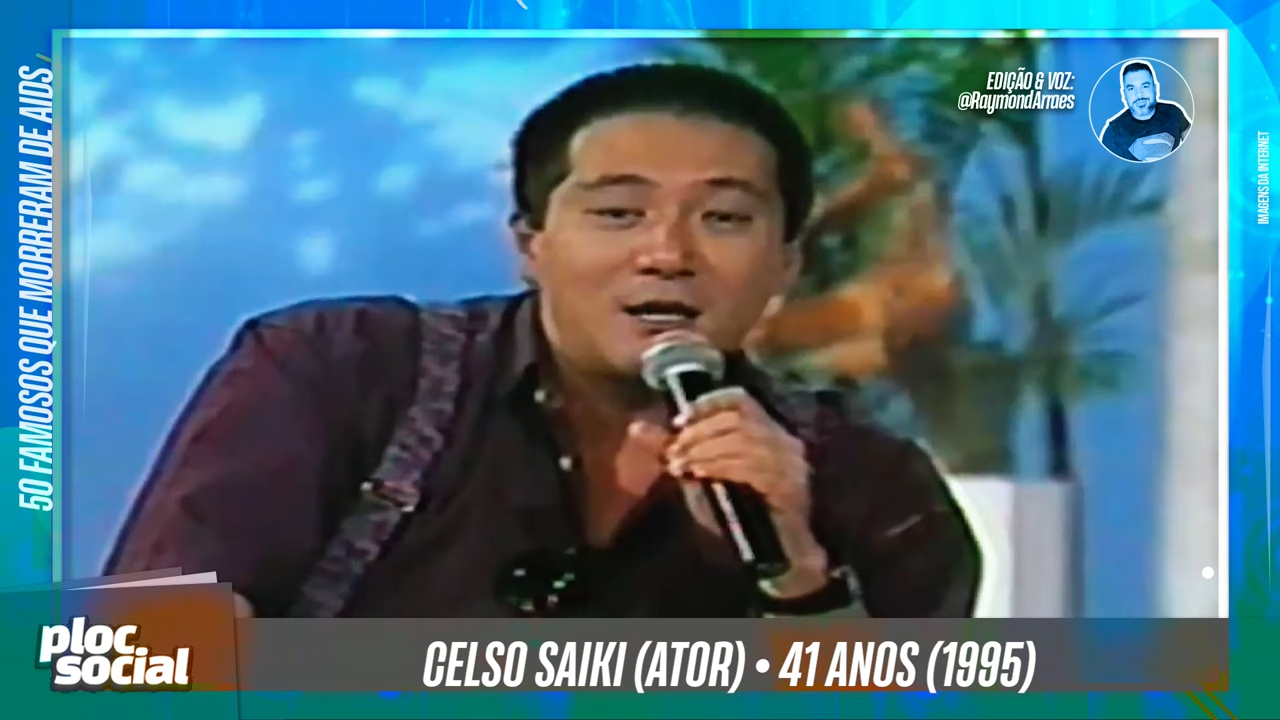 50 FAMOSOS QUE MORRERAM DE AIDS
EDIÇÃO & VOZ:
@RaymondArraes
IMAGENS DA INTERNET
ploc
social
CELSO SAIKI (ATOR) • 41 ANOS (1995)